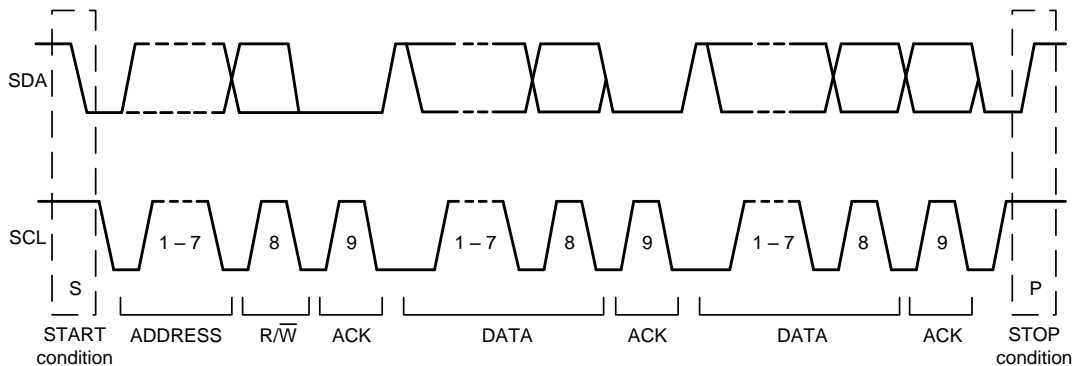 SDA
SCL
1 – 7 8 9 1 – 7 8 9 1 – 7 8 9
S P
START condition ADDRESS R/W̅ ACK DATA ACK DATA ACK STOP condition